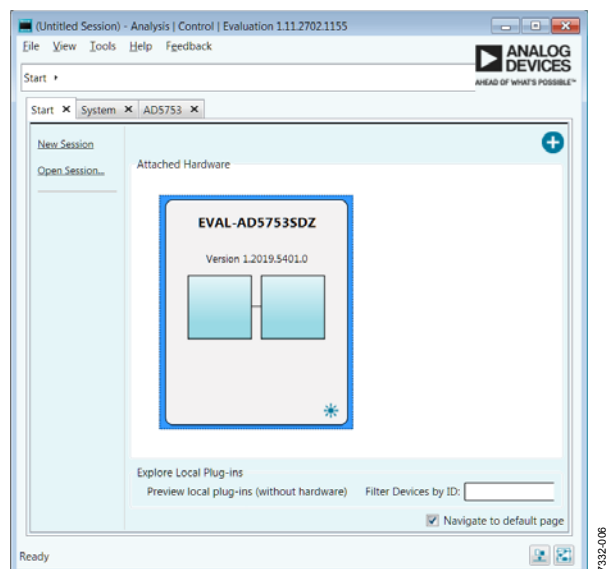 (Untitled Session) - Analysis | Control | Evaluation 1.11.2702.1155
File View Tools Help Feedback
ANALOG
DEVICES
AHEAD OF WHAT'S POSSIBLE™
Start
Start System AD5753
New Session
Open Session...
Attached Hardware
EVAL-AD5753SDZ
Version 1.2019.5401.0
Explore Local Plug-ins
Preview local plug-ins (without hardware) Filter Devices by ID:
Navigate to default page
Ready
7332-006